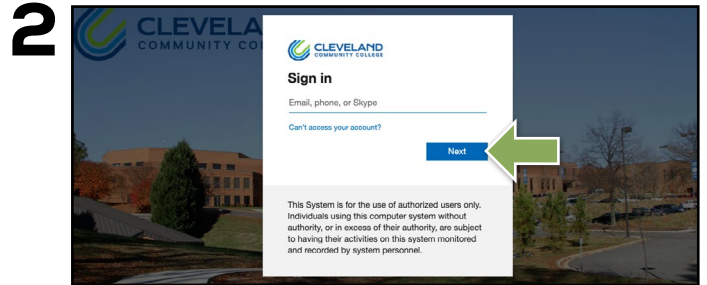 2
CLEVELA
COMMUNITY CO
CLEVELAND
COMMUNITY COLLEGE
Sign in
Email, phone, or Skype
Can't access your account?
Next
This System is for the use of authorized users only.
Individuals using this computer system without
authority, or in excess of their authority, are subject
to having their activities on this system monitored
and recorded by system personnel.